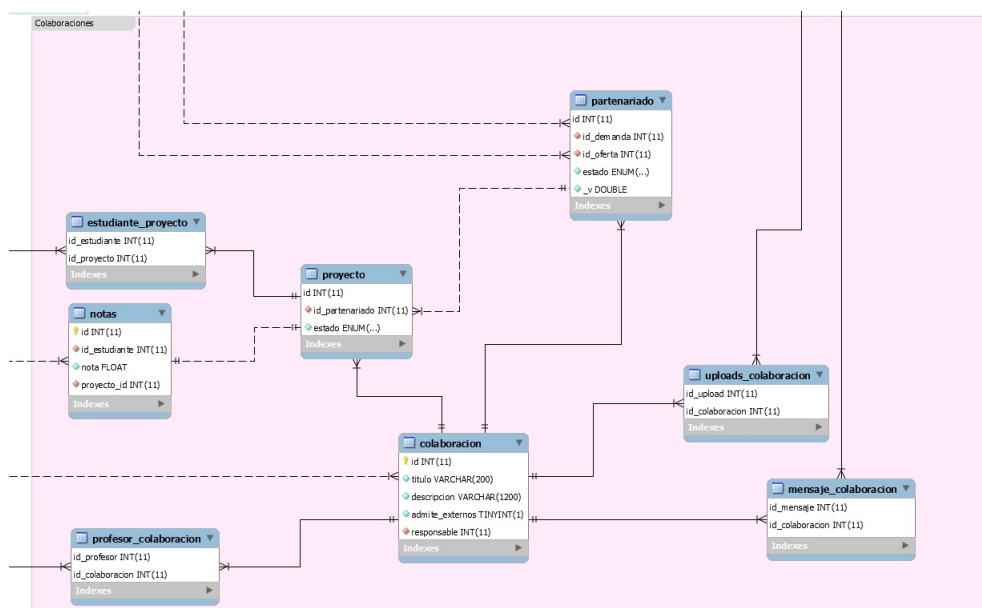 Colaboraciones
partenariado
id INT(11)
id_demanda INT(11)
id_oferta INT(11)
estado ENUM(...)
_v DOUBLE
Indexes
estudiante_proyecto
id_estudiante INT(11)
id_proyecto INT(11)
Indexes
proyecto
id INT(11)
id_partenariado INT(11)
estado ENUM(...)
Indexes
notas
id INT(11)
id_estudiante INT(11)
nota FLOAT
proyecto_id INT(11)
Indexes
uploads_colaboracion
id_upload INT(11)
id_colaboracion INT(11)
Indexes
colaboracion
id INT(11)
titulo VARCHAR(200)
descripcion VARCHAR(1200)
admite_externos TINYINT(1)
responsable INT(11)
Indexes
mensaje_colaboracion
id_mensaje INT(11)
id_colaboracion INT(11)
Indexes
profesor_colaboracion
id_profesor INT(11)
id_colaboracion INT(11)
Indexes